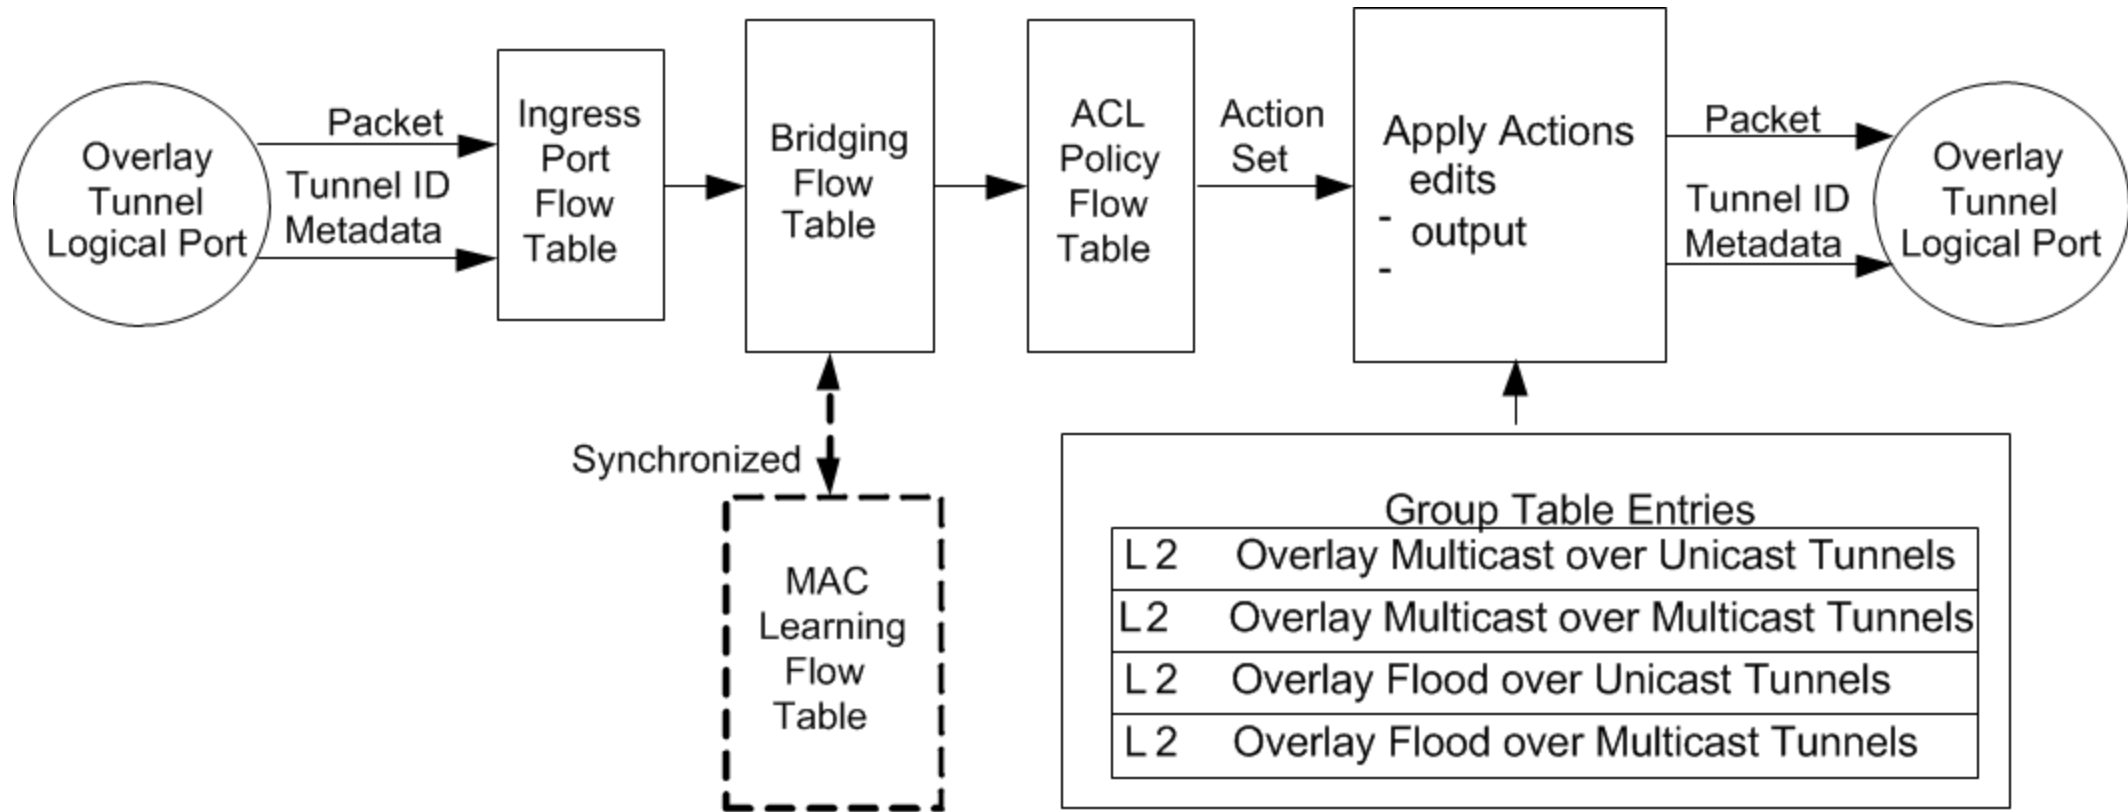 Overlay
Tunnel
Logical Port
Packet
Tunnel ID
Metadata
Ingress
Port
Flow
Table
Bridging
Flow
Table
ACL
Policy
Flow
Table
Action
Set
Apply Actions
edits
-
output
-
Packet
Tunnel ID
Metadata
Overlay
Tunnel
Logical Port
Synchronized
MAC
Learning
Flow
Table
Group Table Entries
L 2 Overlay Multicast over Unicast Tunnels
L 2 Overlay Multicast over Multicast Tunnels
L 2 Overlay Flood over Unicast Tunnels
L 2 Overlay Flood over Multicast Tunnels